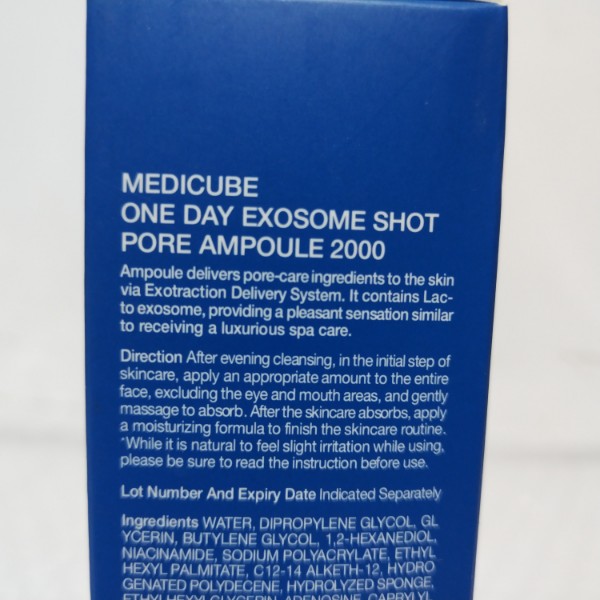 MEDICUBE
ONE DAY EXOSOME SHOT
PORE AMPOULE 2000
Ampoule delivers pore-care ingredients to the skin
via Exotraction Delivery System. It contains Lac-
to exosome, providing a pleasant sensation similar
to receiving a luxurious spa care.
Direction After evening cleansing, in the initial step of
skincare, apply an appropriate amount to the entire
face, excluding the eye and mouth areas, and gently
massage to absorb. After the skincare absorbs, apply
a moisturizing formula to finish the skincare routine.
*While it is natural to feel slight irritation while using,
please be sure to read the instruction before use.
Lot Number And Expiry Date Indicated Separately
Ingredients WATER, DIPROPYLENE GLYCOL, GL
YCERIN, BUTYLENE GLYCOL, 1,2-HEXANEDIOL,
NIACINAMIDE, SODIUM POLYACRYLATE, ETHYL
HEXYL PALMITATE, C12-14 ALKETH-12, HYDRO
GENATED POLYDECENE, HYDROLYZED SPONGE,
ETHYLHEXYLGLYCERIN, ADENOSINE, CAPRYLYL